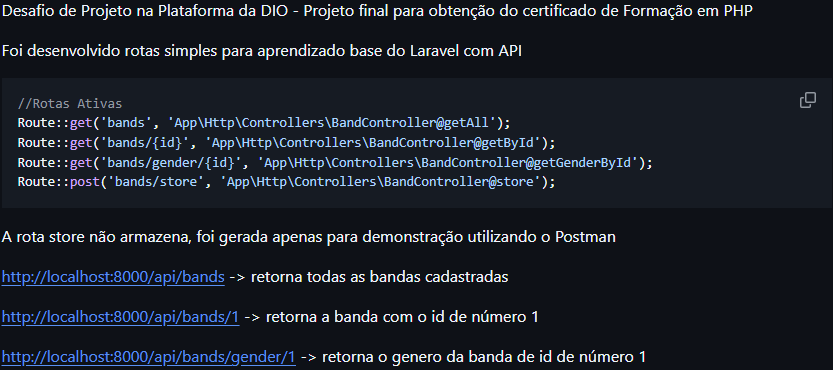 Desafio de Projeto na Plataforma da DIO - Projeto final para obtenção do certificado de Formação em PHP
Foi desenvolvido rotas simples para aprendizado base do Laravel com API
//Rotas Ativas
Route::get('bands', 'App\Http\Controllers\BandController@getAll');
Route::get('bands/{id}', 'App\Http\Controllers\BandController@getById');
Route::get('bands/gender/{id}', 'App\Http\Controllers\BandController@getGenderById');
Route::post('bands/store', 'App\Http\Controllers\BandController@store');
A rota store não armazena, foi gerada apenas para demonstração utilizando o Postman
http://localhost:8000/api/bands -> retorna todas as bandas cadastradas
http://localhost:8000/api/bands/1 -> retorna a banda com o id de número 1
http://localhost:8000/api/bands/gender/1 -> retorna o genero da banda de id de número 1